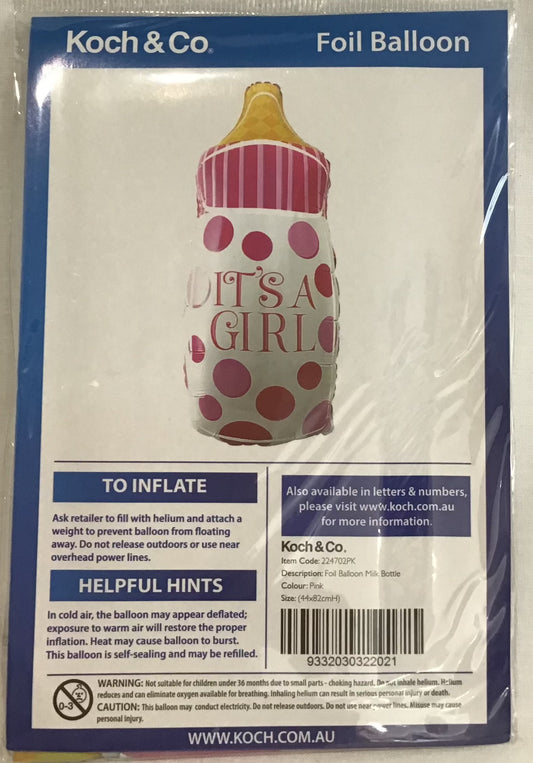 Koch & Co.
Foil Balloon
IT'S A
GIRL
TO INFLATE
Ask retailer to fill with helium and attach a
weight to prevent balloon from floating
away. Do not release outdoors or use near
overhead power lines.
HELPFUL HINTS
In cold air, the balloon may appear deflated;
exposure to warm air will restore the proper
inflation. Heat may cause balloon to burst.
This balloon is self-sealing and may be refilled.
Also available in letters & numbers,
please visit www.koch.com.au
for more information.
Koch & Co.
Item Code: 224702PK
Description: Foil Balloon Milk Bottle
Colour: Pink
Size: (44x82cmH)
9332030322021
0-3
WARNING: Not suitable for children under 36 months due to small parts - choking hazard. Do not inhale helium. Helium
reduces and can eliminate oxygen available for breathing. Inhaling helium can result in serious personal injury or death.
CAUTION: This balloon may conduct electricity. Do not release outdoors. Do not use near power lines. Misuse may cause
personal injury.
WWW.KOCH.COM.AU